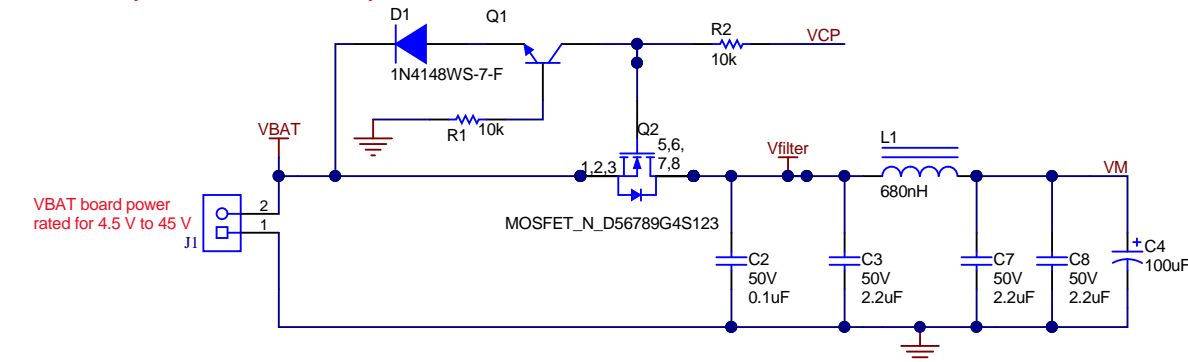 D1
Q1
1N4148WS-7-F
R2
10k
VCP
R1
10k
VBAT
Q2
1,2,3
5,6,
7,8
MOSFET_N_D56789G4S123
Vfilter
L1
680nH
VM
VBAT board power
rated for 4.5 V to 45 V
J1
2
1
C2
50V
0.1uF
C3
50V
2.2uF
C7
50V
2.2uF
C8
50V
2.2uF
+
C4
100uF